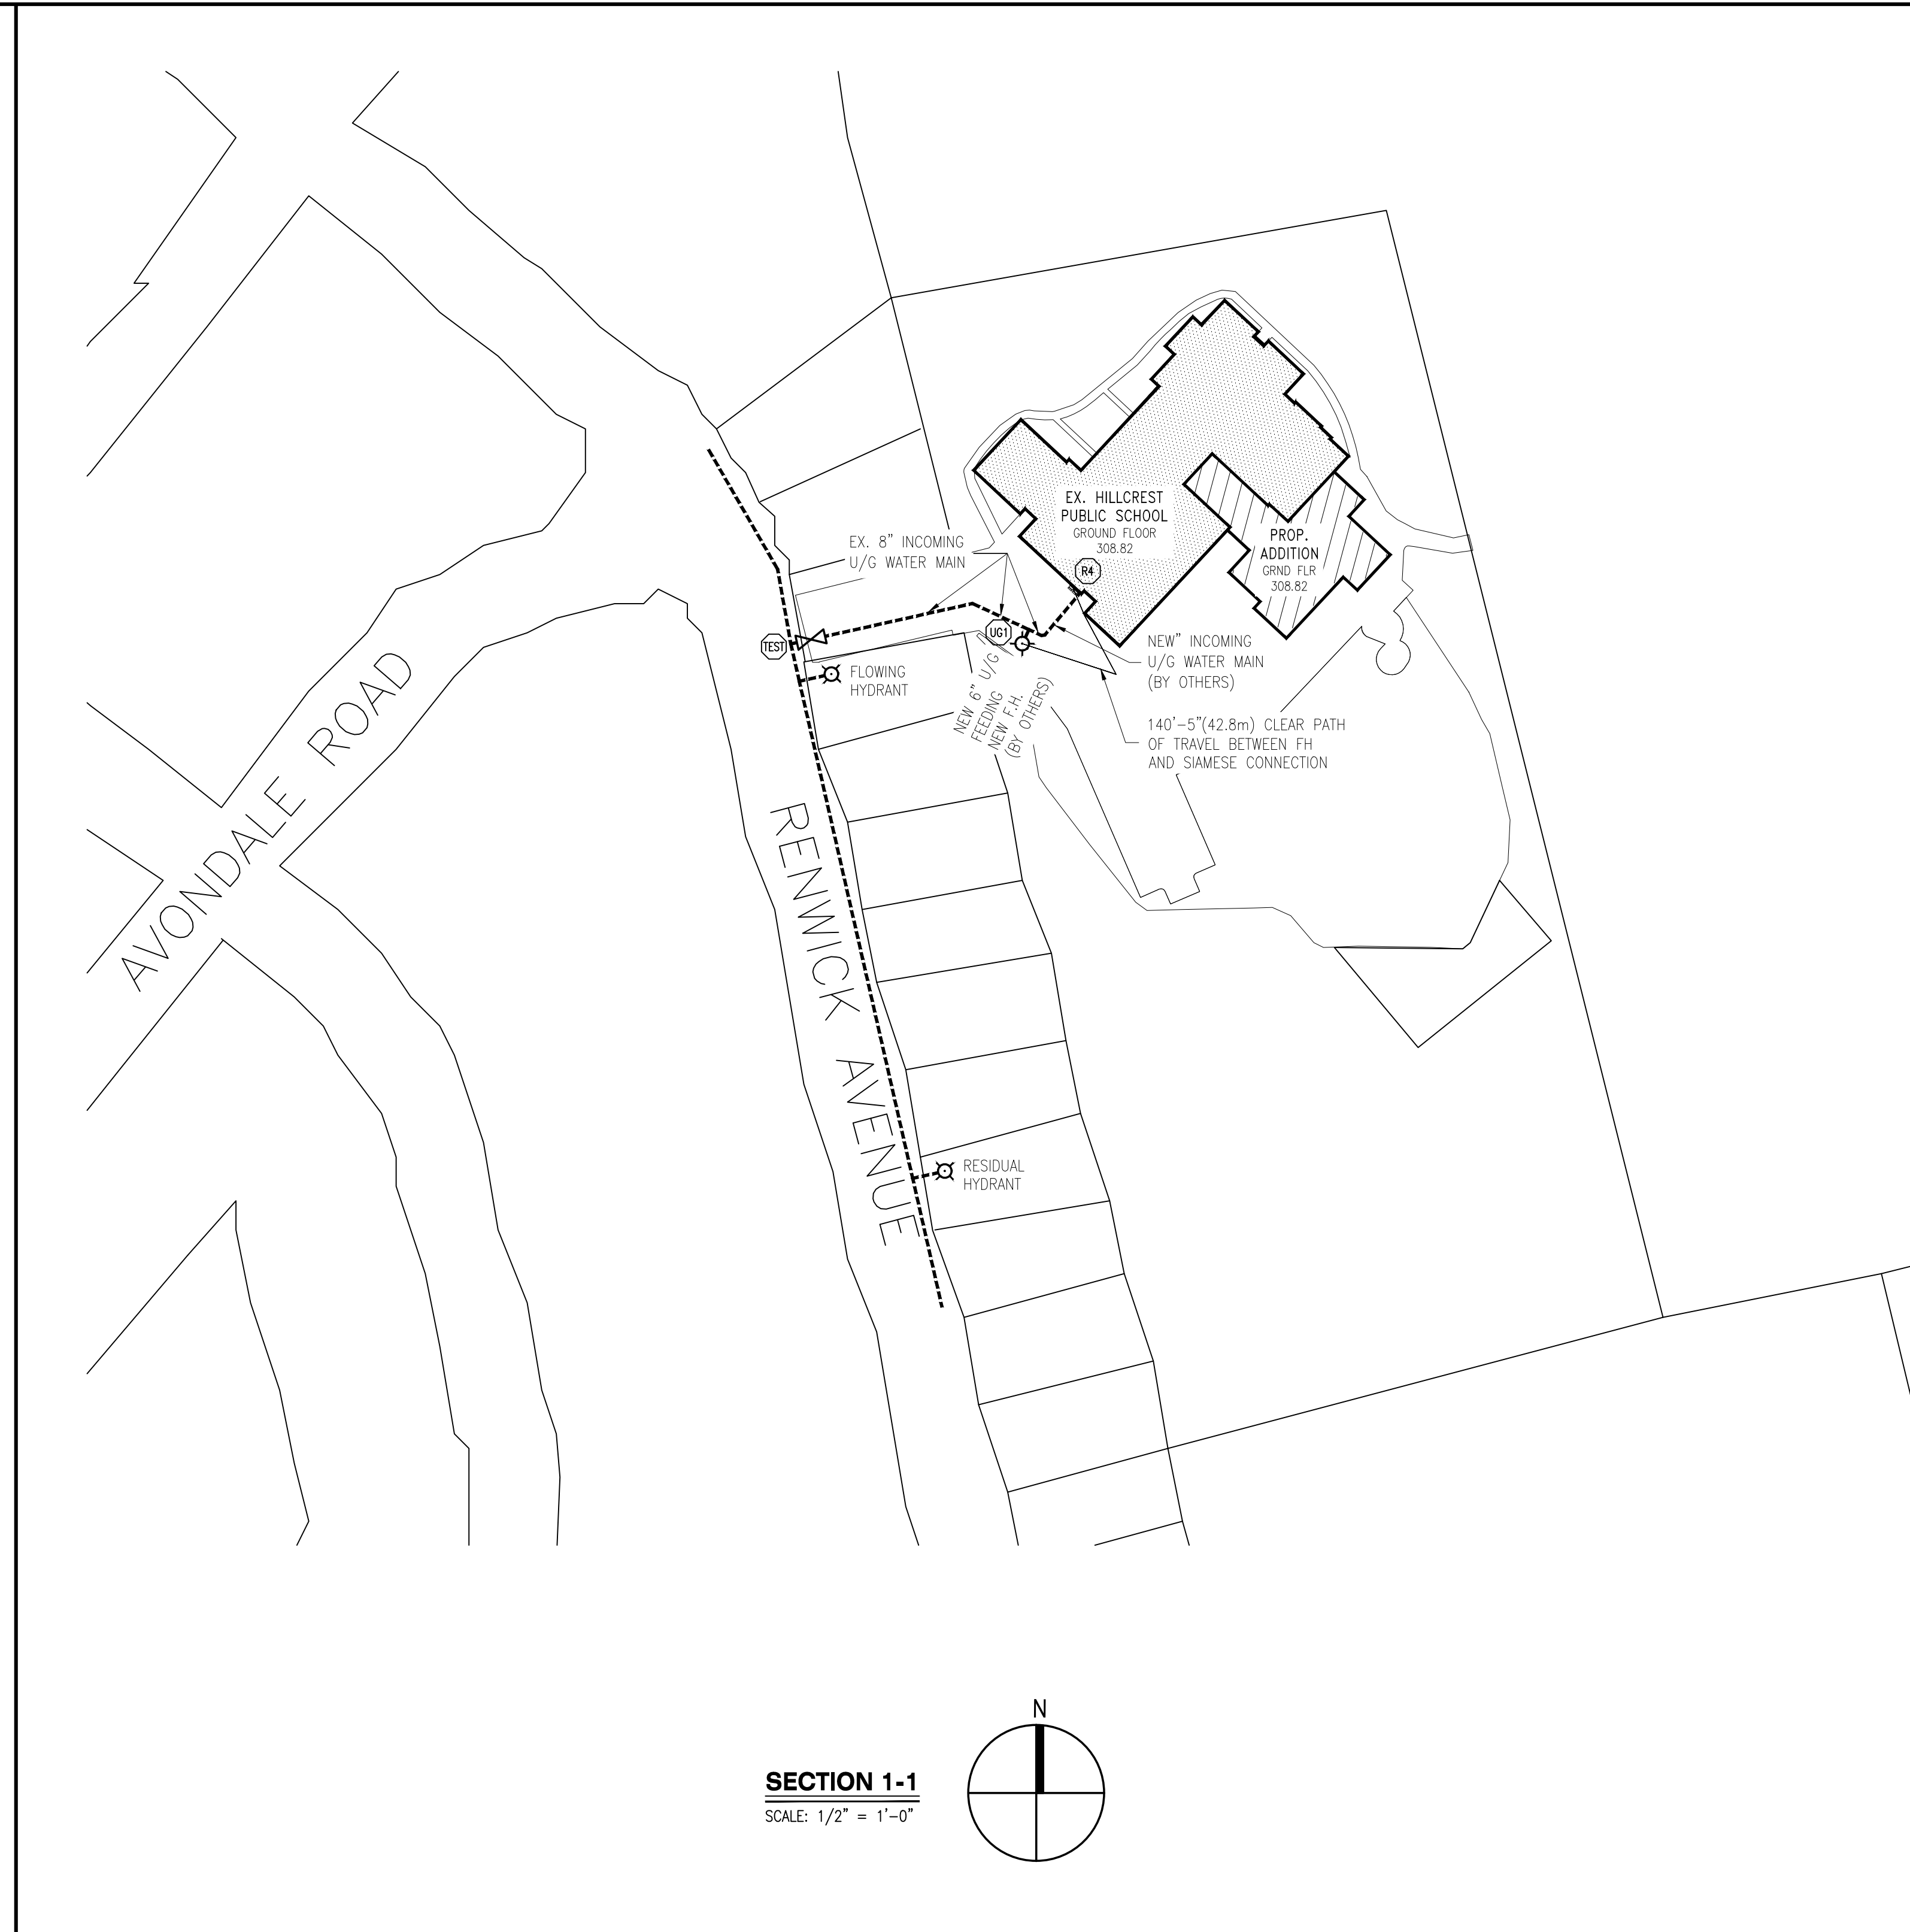 EX. HILLCREST
PUBLIC SCHOOL
GROUND FLOOR
308.82
PROP.
ADDITION
GRND FLR
308.82
R4
EX. 8" INCOMING
U/G WATER MAIN
UG1
TEST
FLOWING
HYDRANT
NEW 6" U/G
FEEDING
NEW F.H.
(BY OTHERS)
NEW" INCOMING
U/G WATER MAIN
(BY OTHERS)
140'-5"(42.8m) CLEAR PATH
OF TRAVEL BETWEEN FH
AND SIAMESE CONNECTION
AVONDALE ROAD
RENWICK AVENUE
RESIDUAL
HYDRANT
N
SECTION 1-1
SCALE: 1/2" = 1'-0"